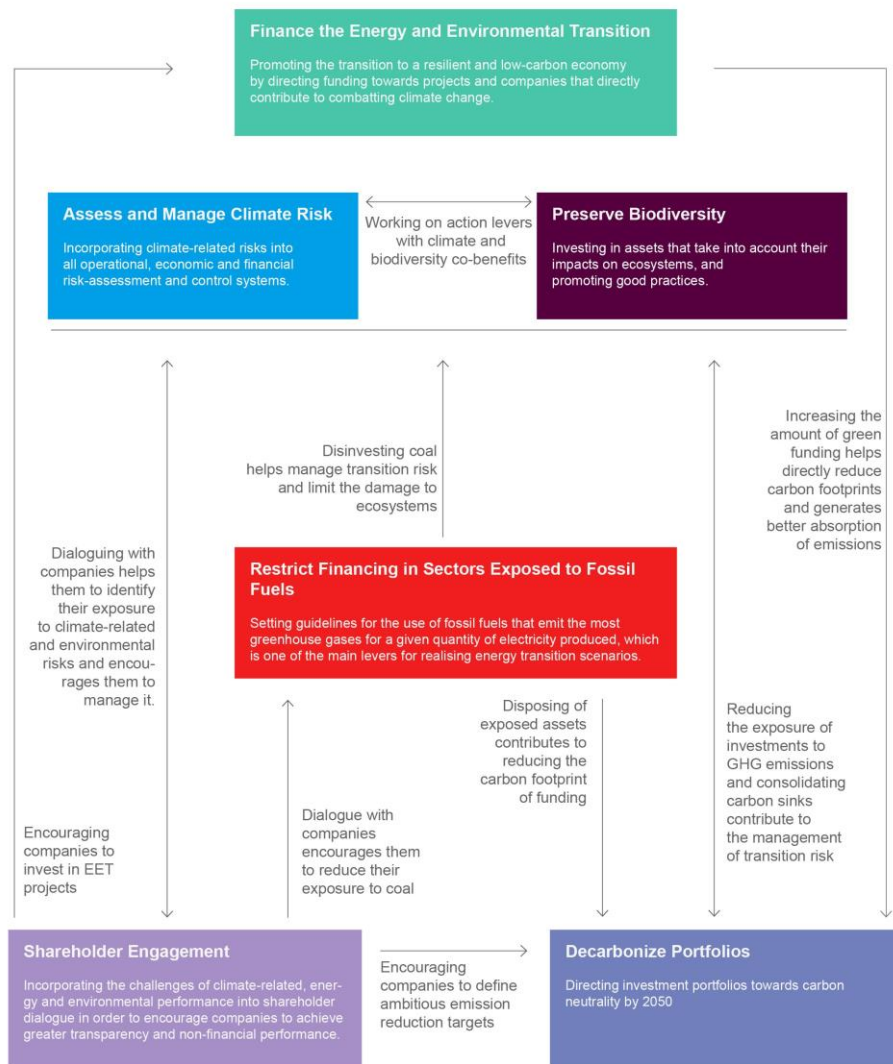 Finance the Energy and Environmental Transition
Promoting the transition to a resilient and low-carbon economy
by directing funding towards projects and companies that directly
contribute to combatting climate change.
Assess and Manage Climate Risk
Incorporating climate-related risks into
all operational, economic and financial
risk-assessment and control systems.
Working on action levers
with climate and
biodiversity co-benefits
Preserve Biodiversity
Investing in assets that take into account their
impacts on ecosystems, and
promoting good practices.
Disinvesting coal
helps manage transition risk
and limit the damage to
ecosystems
Increasing the
amount of green
funding helps
directly reduce
carbon footprints
and generates
better absorption
of emissions
Dialoguing with
companies helps
them to identify
their exposure
to climate-related
and environmental
risks and encou-
rages them to
manage it.
Restrict Financing in Sectors Exposed to Fossil
Fuels
Setting guidelines for the use of fossil fuels that emit the most
greenhouse gases for a given quantity of electricity produced, which
is one of the main levers for realising energy transition scenarios.
Disposing of
exposed assets
contributes to
reducing the
carbon footprint
of funding
Reducing
the exposure of
investments to
GHG emissions
and consolidating
carbon sinks
contribute to
the management
of transition risk
Encouraging
companies to
invest in EET
projects
Dialogue with
companies
encourages them
to reduce their
exposure to coal
Shareholder Engagement
Incorporating the challenges of climate-related, ener-
gy and environmental performance into shareholder
dialogue in order to encourage companies to achieve
greater transparency and non-financial performance.
Encouraging
companies to define
ambitious emission
reduction targets
Decarbonize Portfolios
Directing investment portfolios towards carbon
neutrality by 2050